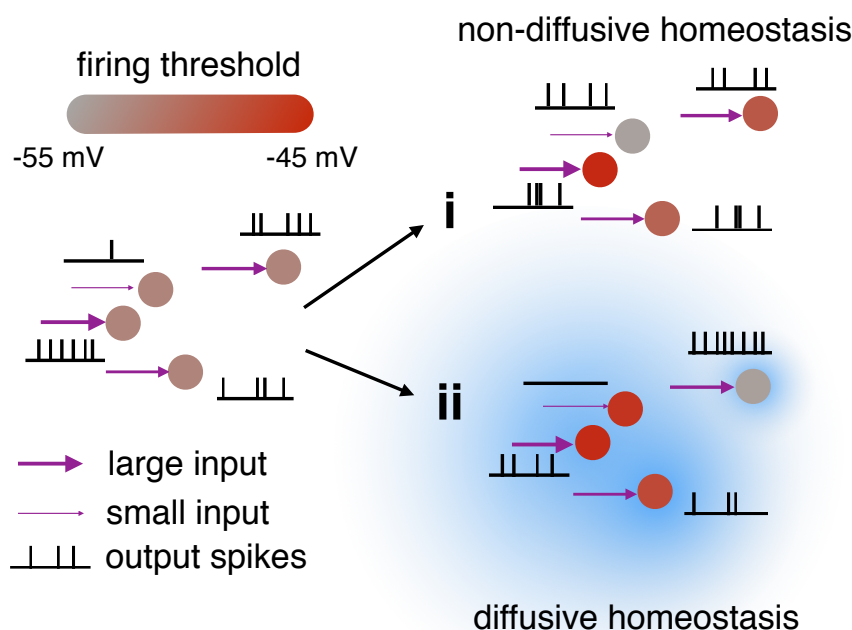 non-diffusive homeostasis
firing threshold
-55 mV
-45 mV
i
ii
large input
small input
output spikes
diffusive homeostasis